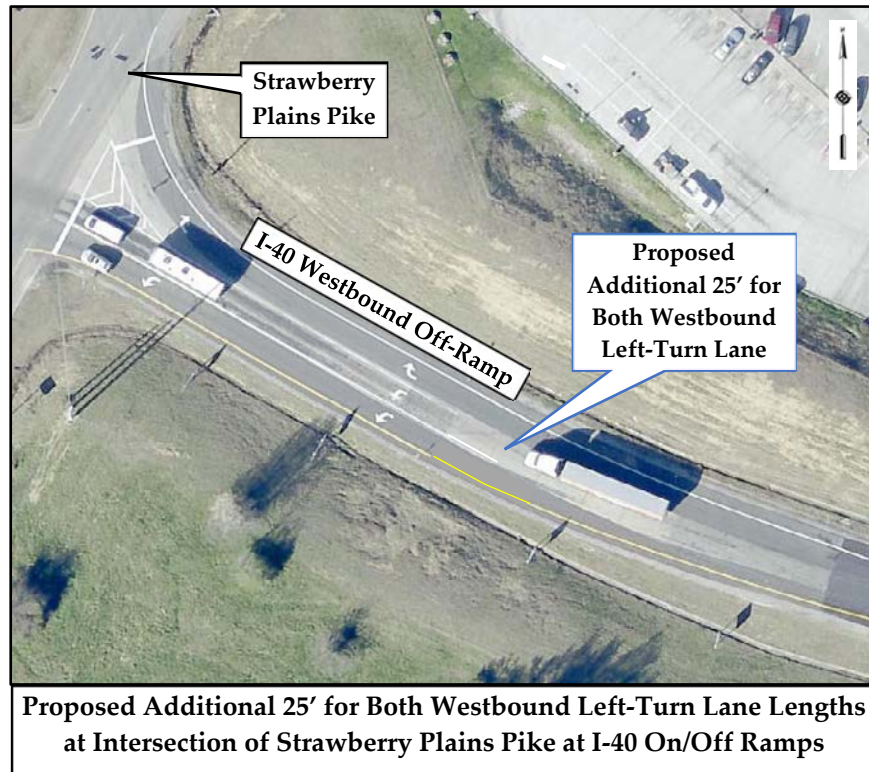 Strawberry
Plains Pike
I-40 Westbound Off-Ramp
Proposed
Additional 25’ for
Both Westbound
Left-Turn Lane
Proposed Additional 25’ for Both Westbound Left-Turn Lane Lengths
at Intersection of Strawberry Plains Pike at I-40 On/Off Ramps